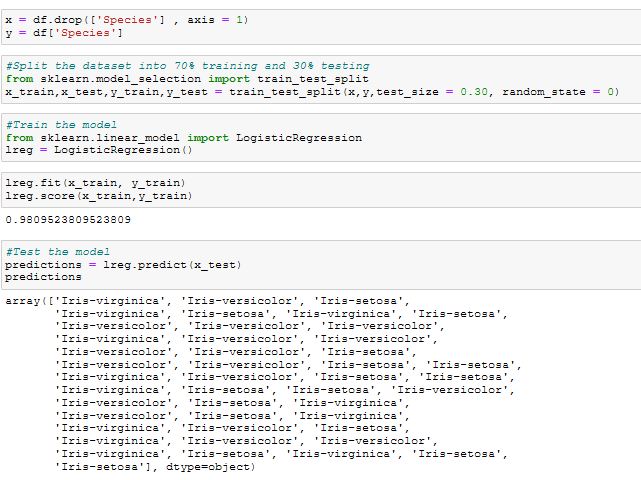 x = df.drop(['Species'] , axis = 1)
y = df['Species']
#Split the dataset into 70% training and 30% testing
from sklearn.model_selection import train_test_split
x_train,x_test,y_train,y_test = train_test_split(x,y,test_size = 0.30, random_state = 0)
#Train the model
from sklearn.linear_model import LogisticRegression
lreg = LogisticRegression()
lreg.fit(x_train, y_train)
lreg.score(x_train,y_train)
0.9809523809523809
#Test the model
predictions = lreg.predict(x_test)
predictions
array(['Iris-virginica', 'Iris-versicolor', 'Iris-setosa',
'Iris-virginica', 'Iris-setosa', 'Iris-virginica', 'Iris-setosa',
'Iris-versicolor', 'Iris-versicolor', 'Iris-versicolor',
'Iris-virginica', 'Iris-versicolor', 'Iris-versicolor',
'Iris-versicolor', 'Iris-versicolor', 'Iris-setosa',
'Iris-versicolor', 'Iris-versicolor', 'Iris-setosa', 'Iris-setosa',
'Iris-virginica', 'Iris-versicolor', 'Iris-setosa', 'Iris-setosa',
'Iris-virginica', 'Iris-setosa', 'Iris-setosa', 'Iris-versicolor',
'Iris-versicolor', 'Iris-setosa', 'Iris-virginica',
'Iris-versicolor', 'Iris-setosa', 'Iris-virginica',
'Iris-virginica', 'Iris-versicolor', 'Iris-setosa',
'Iris-virginica', 'Iris-versicolor', 'Iris-versicolor',
'Iris-virginica', 'Iris-setosa', 'Iris-virginica', 'Iris-setosa',
'Iris-setosa'], dtype=object)